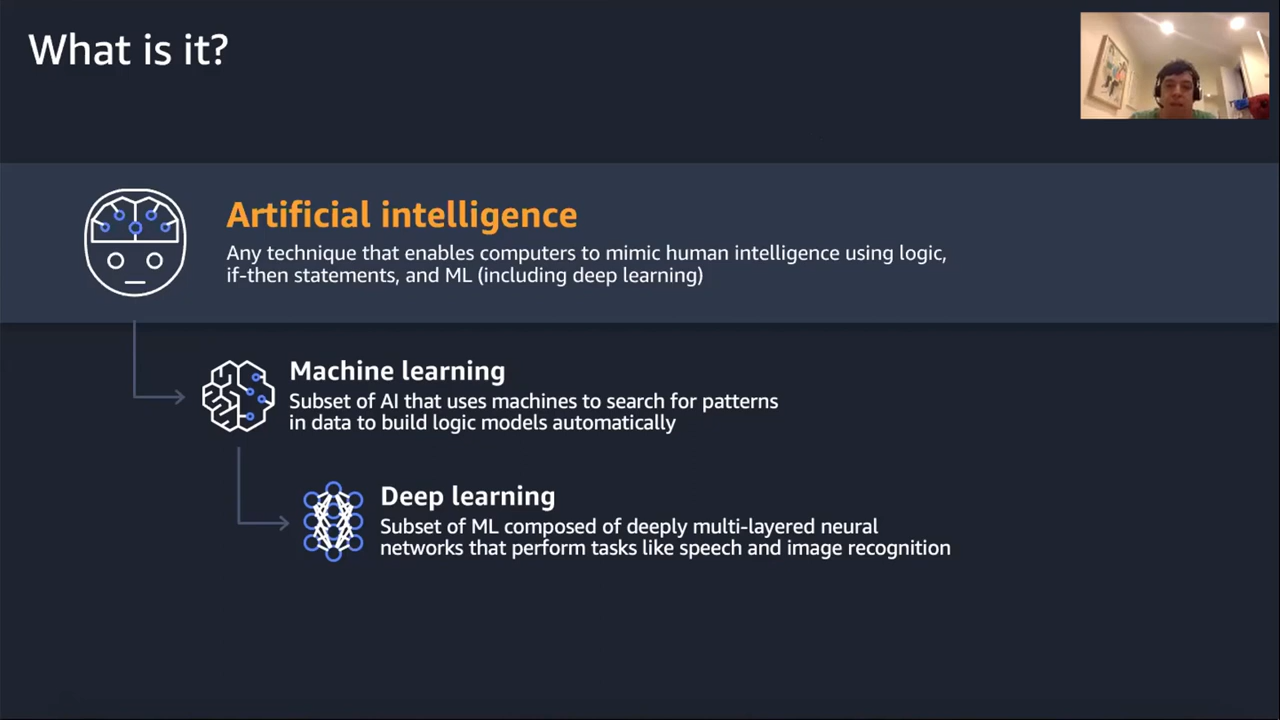 What is it?
Artificial intelligence
Any technique that enables computers to mimic human intelligence using logic,
if-then statements, and ML (including deep learning)
Machine learning
Subset of AI that uses machines to search for patterns
in data to build logic models automatically
Deep learning
Subset of ML composed of deeply multi-layered neural
networks that perform tasks like speech and image recognition